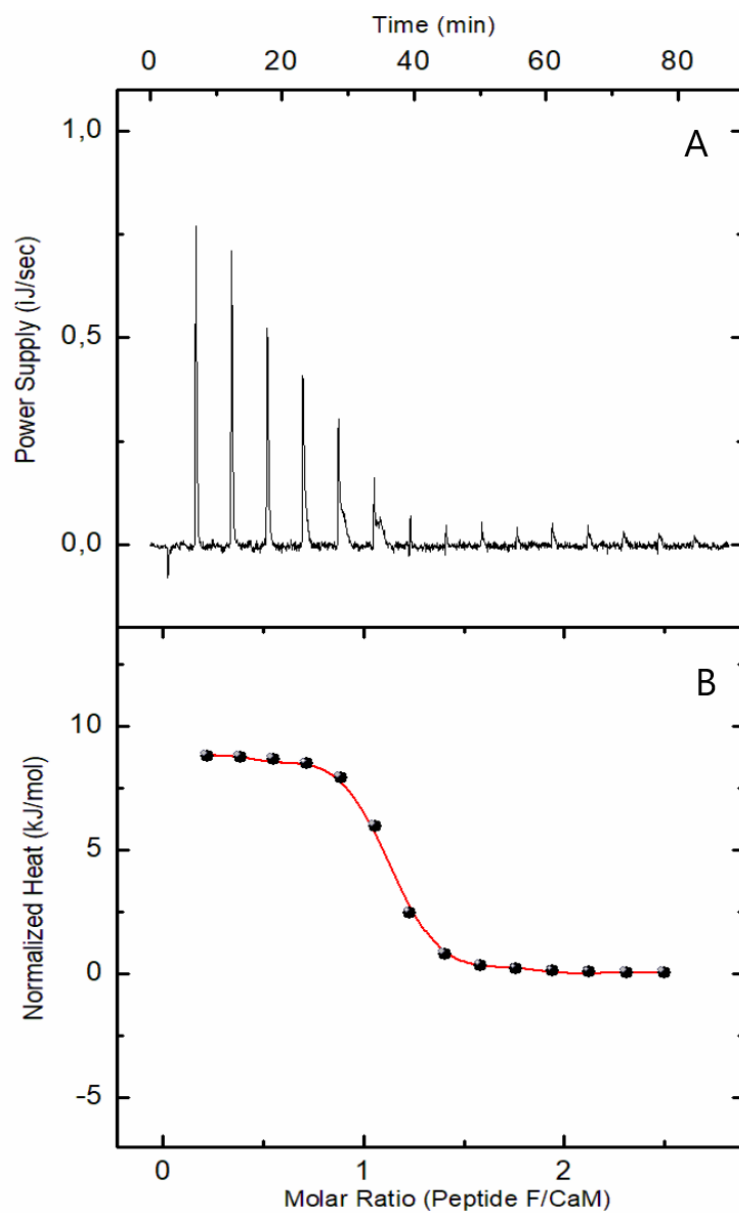 Time (min)
0 20 40 60 80
A
1,0
0,5
0,0
Power Supply (ìJ/sec)
B
10
5
0
-5
Normalized Heat (kJ/mol)
0 1 2
Molar Ratio (Peptide F/CaM)